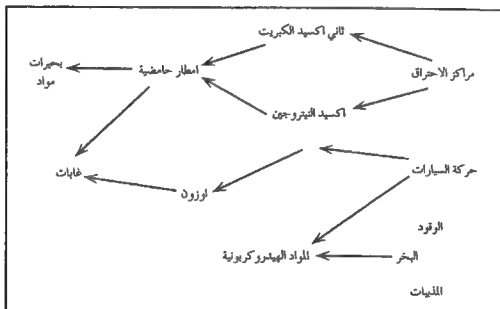 ثاني اكسيد الكبريت
مراكز الاحتراق
امطار حامضية
بحيرات
مواد
اكسيد النيتروجين
حركة السيارات
غابات
لوزون
الوقود
المواد الهيدروكربونية
البخر
المذيبات